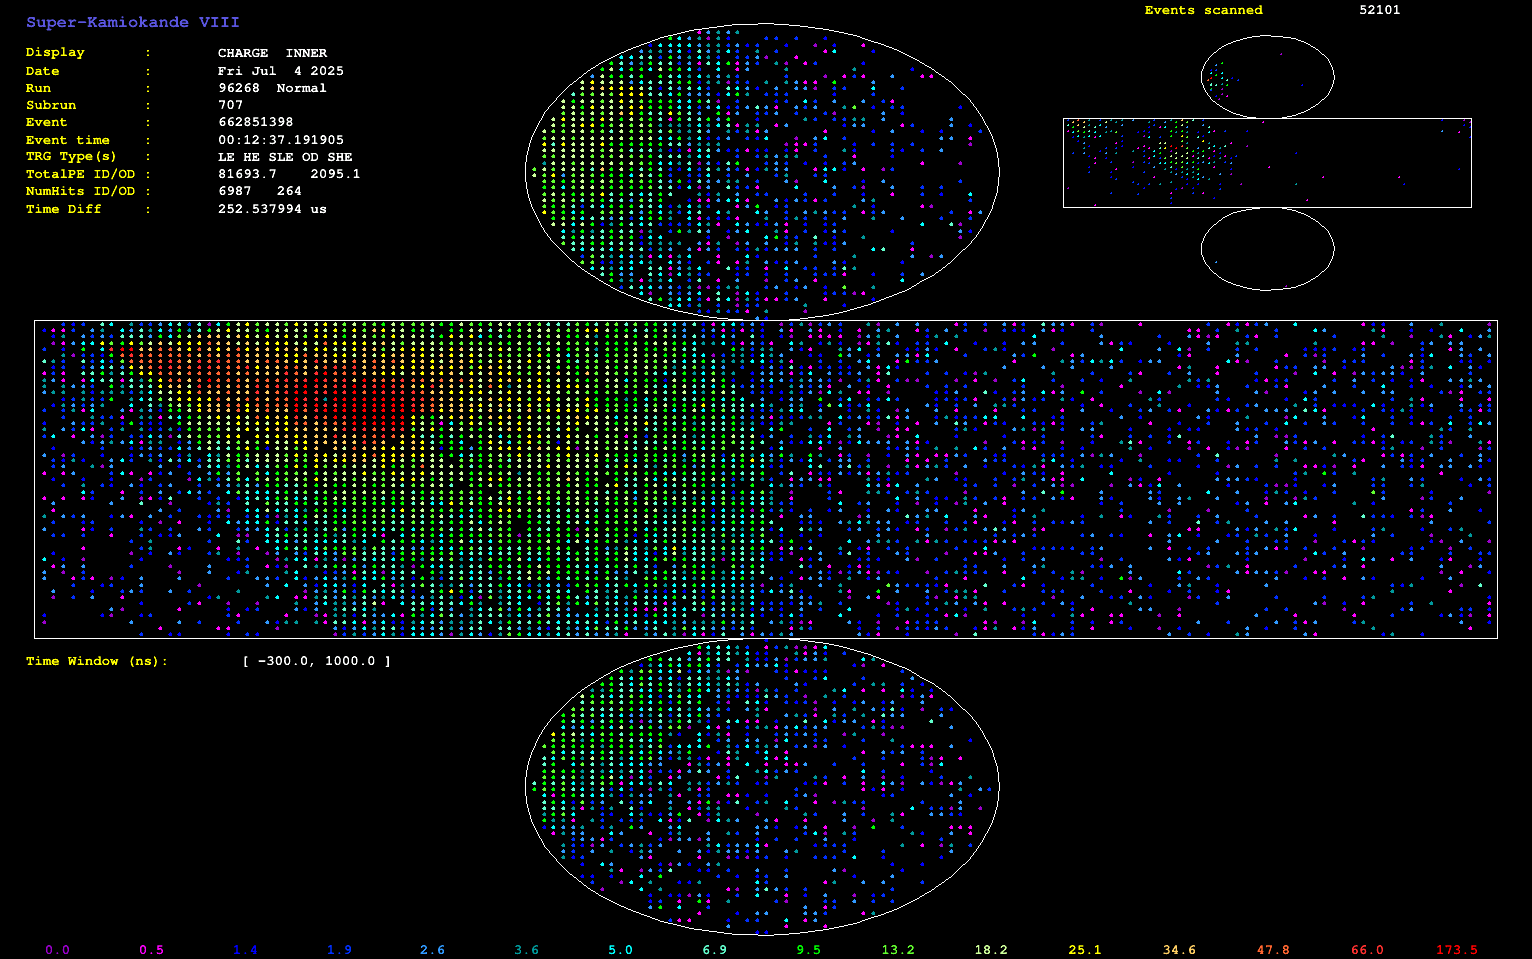 Super-Kamiokande VIII
Events scanned 52101
Display : CHARGE INNER
Date : Fri Jul 4 2025
Run : 96268 Normal
Subrun : 707
Event : 662851398
Event time : 00:12:37.191905
TRG Type(s) : LE HE SLE OD SHE
TotalPE ID/OD : 81693.7 2095.1
NumHits ID/OD : 6987 264
Time Diff : 252.537994 us
Time Window (ns): [ -300.0, 1000.0 ]
0.0 0.5 1.4 1.9 2.6 3.6 5.0 6.9 9.5 13.2 18.2 25.1 34.6 47.8 66.0 173.5